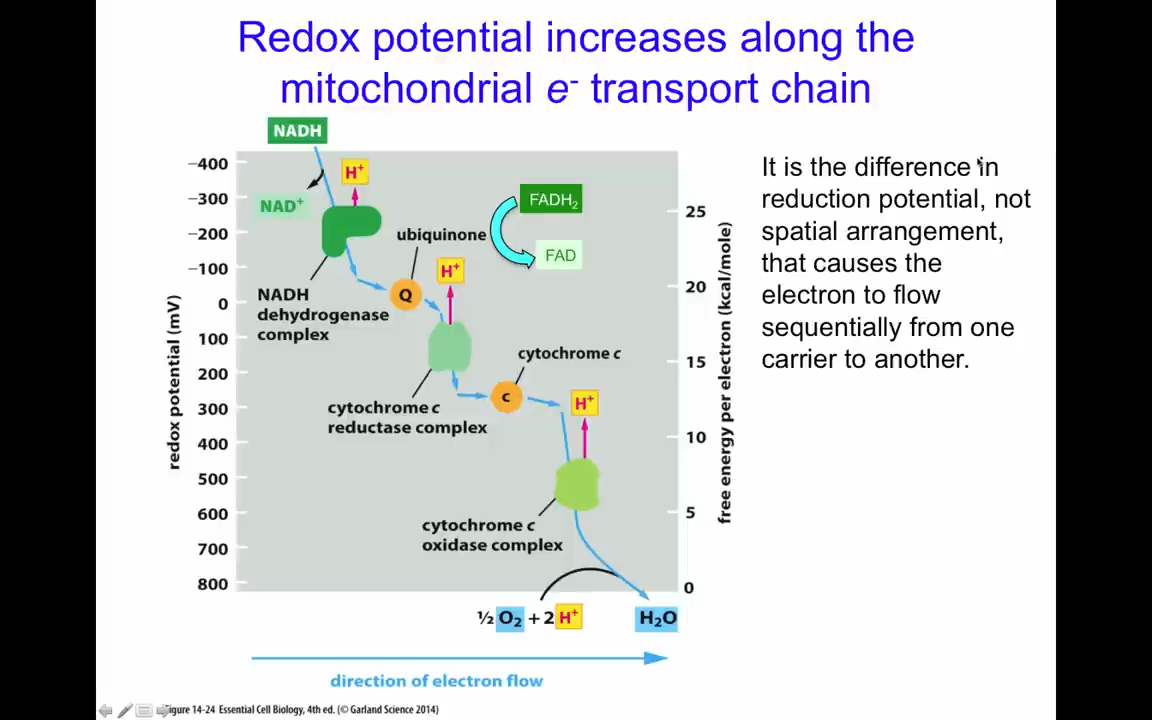 Redox potential increases along the
mitochondrial e⁻ transport chain
NADH
−400
−300
−200
−100
0
100
200
300
400
500
600
700
800
redox potential (mV)
H⁺
NAD⁺
FADH₂
FAD
ubiquinone
H⁺
Q
NADH
dehydrogenase
complex
cytochrome c
c
H⁺
cytochrome c
reductase complex
cytochrome c
oxidase complex
25
20
15
10
5
0
free energy per electron (kcal/mole)
½ O₂ + 2 H⁺
H₂O
direction of electron flow
It is the difference in
reduction potential, not
spatial arrangement,
that causes the
electron to flow
sequentially from one
carrier to another.
igure 14-24 Essential Cell Biology, 4th ed. (© Garland Science 2014)